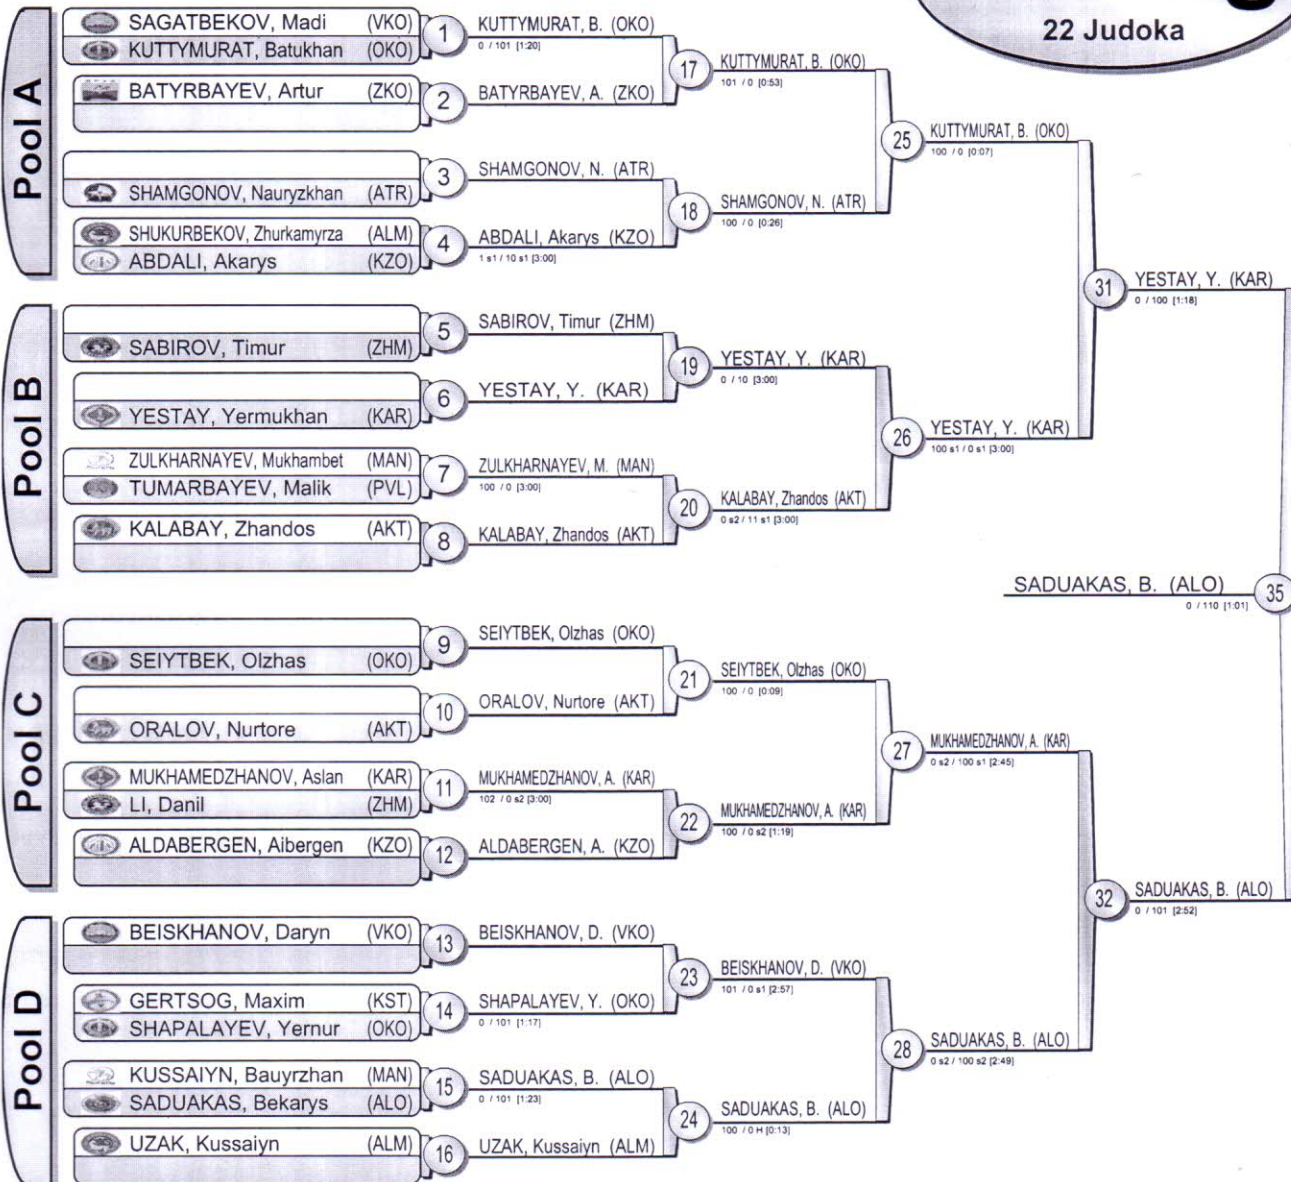 22 Judoka
Pool A
SAGATBEKOV, Madi (VKO)
KUTTYMURAT, Batukhan (OKO)
1
KUTTYMURAT, B. (OKO)
0 / 101 [1:20]
BATYRBAYEV, Artur (ZKO)
2
BATYRBAYEV, A. (ZKO)
17
KUTTYMURAT, B. (OKO)
101 / 0 [0:53]
SHAMGONOV, Nauryzkhan (ATR)
3
SHAMGONOV, N. (ATR)
SHUKURBEKOV, Zhurkamyrza (ALM)
ABDALI, Akarys (KZO)
4
ABDALI, Akarys (KZO)
1 s1 / 10 s1 [3:00]
18
SHAMGONOV, N. (ATR)
100 / 0 [0:26]
25
KUTTYMURAT, B. (OKO)
100 / 0 [0:07]
Pool B
SABIROV, Timur (ZHM)
5
SABIROV, Timur (ZHM)
YESTAY, Yermukhan (KAR)
6
YESTAY, Y. (KAR)
19
YESTAY, Y. (KAR)
0 / 10 [3:00]
ZULKHARNAYEV, Mukhambet (MAN)
TUMARBAYEV, Malik (PVL)
7
ZULKHARNAYEV, M. (MAN)
100 / 0 [3:00]
KALABAY, Zhandos (AKT)
8
KALABAY, Zhandos (AKT)
20
KALABAY, Zhandos (AKT)
0 s2 / 11 s1 [3:00]
26
YESTAY, Y. (KAR)
100 s1 / 0 s1 [3:00]
31
YESTAY, Y. (KAR)
0 / 100 [1:18]
SADUAKAS, B. (ALO)
0 / 110 [1:01]
35
Pool C
SEIYTBEK, Olzhas (OKO)
9
SEIYTBEK, Olzhas (OKO)
ORALOV, Nurtore (AKT)
10
ORALOV, Nurtore (AKT)
21
SEIYTBEK, Olzhas (OKO)
100 / 0 [0:09]
MUKHAMEDZHANOV, Aslan (KAR)
LI, Danil (ZHM)
11
MUKHAMEDZHANOV, A. (KAR)
102 / 0 s2 [3:00]
ALDABERGEN, Aibergen (KZO)
12
ALDABERGEN, A. (KZO)
22
MUKHAMEDZHANOV, A. (KAR)
100 / 0 s2 [1:19]
27
MUKHAMEDZHANOV, A. (KAR)
0 s2 / 100 s1 [2:45]
Pool D
BEISKHANOV, Daryn (VKO)
13
BEISKHANOV, D. (VKO)
GERTSOG, Maxim (KST)
SHAPALAYEV, Yernur (OKO)
14
SHAPALAYEV, Y. (OKO)
0 / 101 [1:17]
23
BEISKHANOV, D. (VKO)
101 / 0 s1 [2:57]
KUSSAIYN, Bauyrzhan (MAN)
SADUAKAS, Bekarys (ALO)
15
SADUAKAS, B. (ALO)
0 / 101 [1:23]
UZAK, Kussaiyn (ALM)
16
UZAK, Kussaiyn (ALM)
24
SADUAKAS, B. (ALO)
100 / 0 H [0:13]
28
SADUAKAS, B. (ALO)
0 s2 / 100 s2 [2:49]
32
SADUAKAS, B. (ALO)
0 / 101 [2:52]